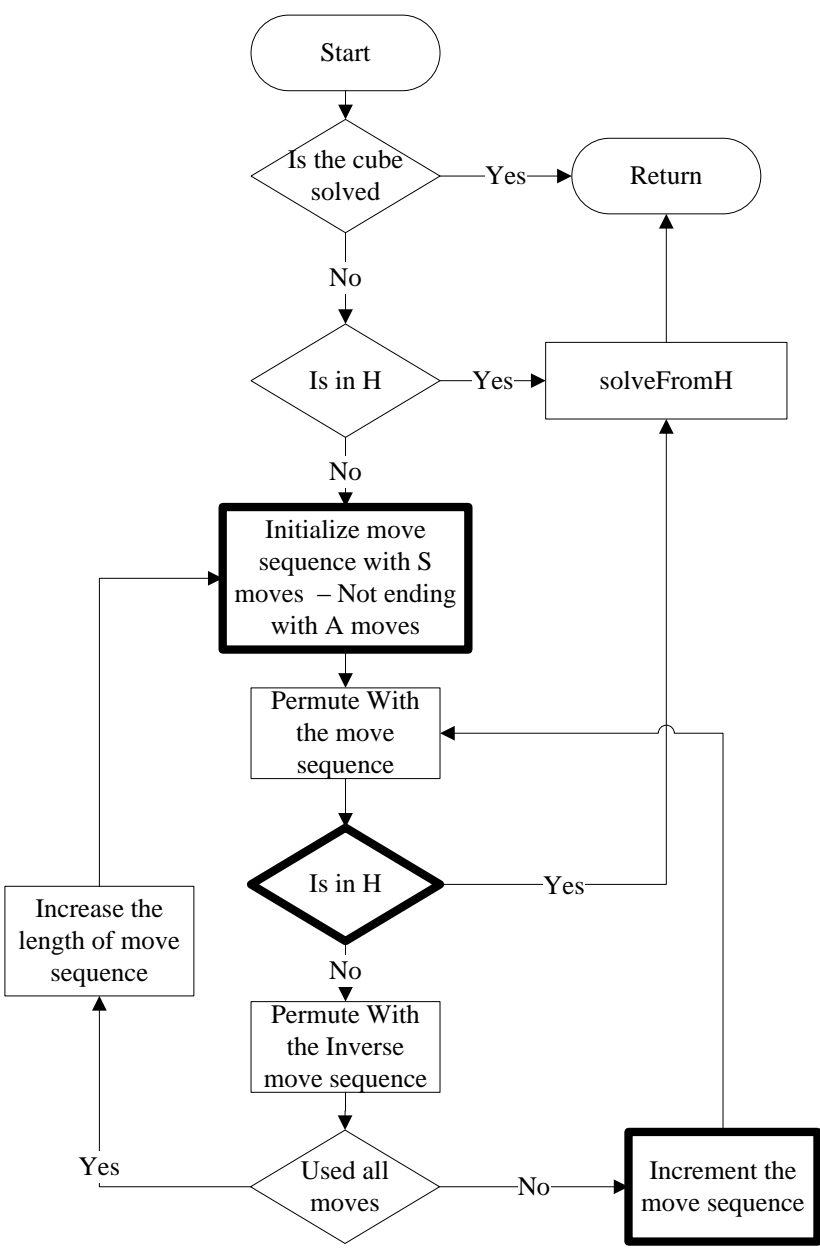 Start
Is the cube
solved
Yes
Return
No
Is in H
Yes
solveFromH
No
Initialize move
sequence with S
moves – Not ending
with A moves
Permute With
the move
sequence
Is in H
Yes
Increase the
length of move
sequence
No
Permute With
the Inverse
move sequence
Yes
Used all
moves
No
Increment the
move sequence